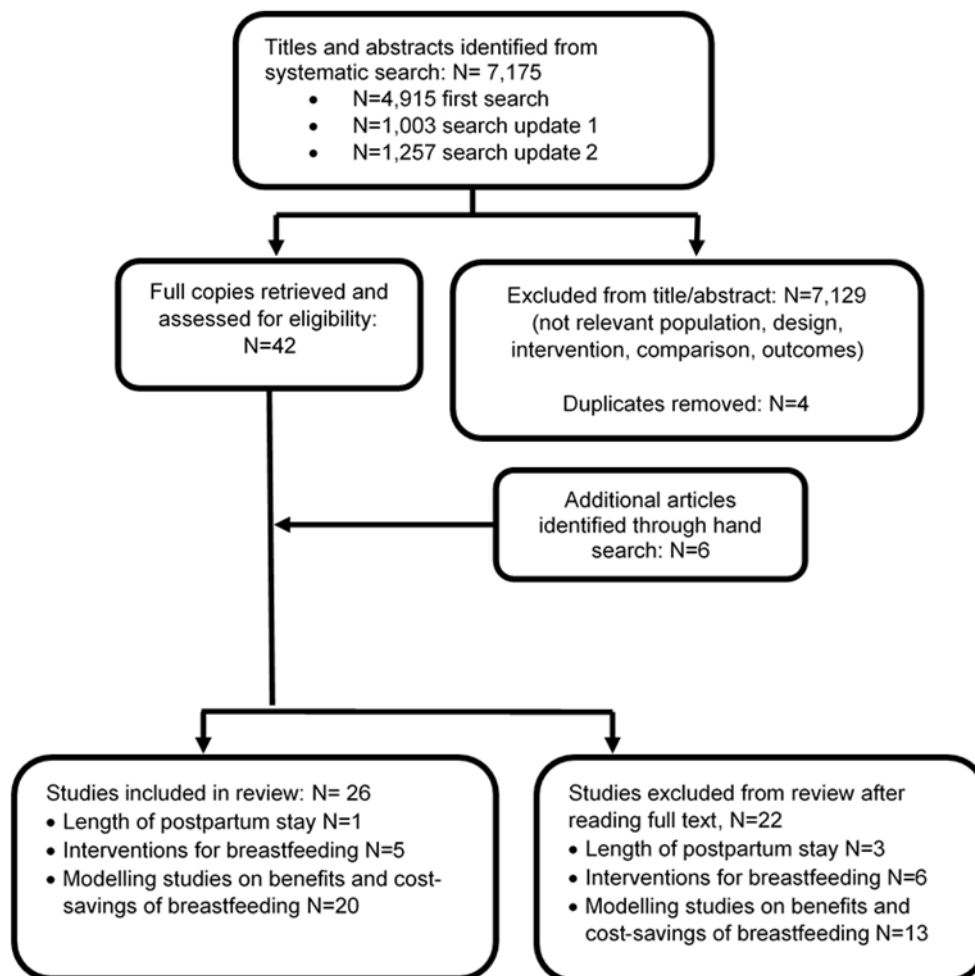 Titles and abstracts identified from
systematic search: N= 7,175
• N=4,915 first search
• N=1,003 search update 1
• N=1,257 search update 2
Full copies retrieved and
assessed for eligibility:
N=42
Excluded from title/abstract: N=7,129
(not relevant population, design,
intervention, comparison, outcomes)
Duplicates removed: N=4
Additional articles
identified through hand
search: N=6
Studies included in review: N= 26
• Length of postpartum stay N=1
• Interventions for breastfeeding N=5
• Modelling studies on benefits and cost-
savings of breastfeeding N=20
Studies excluded from review after
reading full text, N=22
• Length of postpartum stay N=3
• Interventions for breastfeeding N=6
• Modelling studies on benefits and
cost-savings of breastfeeding N=13